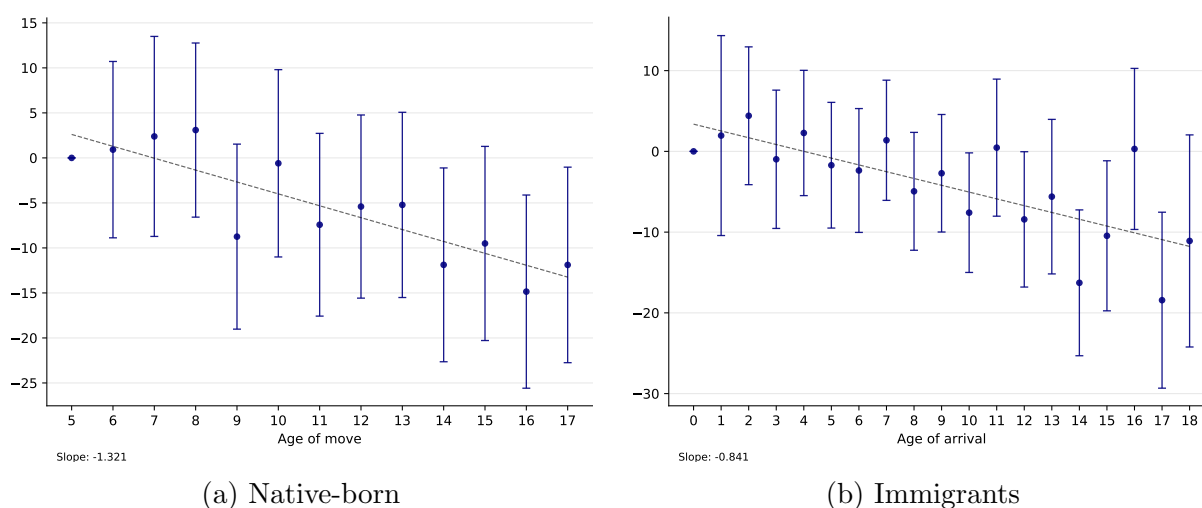 15
10
5
0
−5
−10
−15
−20
−25
5 6 7 8 9 10 11 12 13 14 15 16 17
Age of move
Slope: -1.321
(a) Native-born
10
0
−10
−20
−30
0 1 2 3 4 5 6 7 8 9 10 11 12 13 14 15 16 17 18
Age of arrival
Slope: -0.841
(b) Immigrants